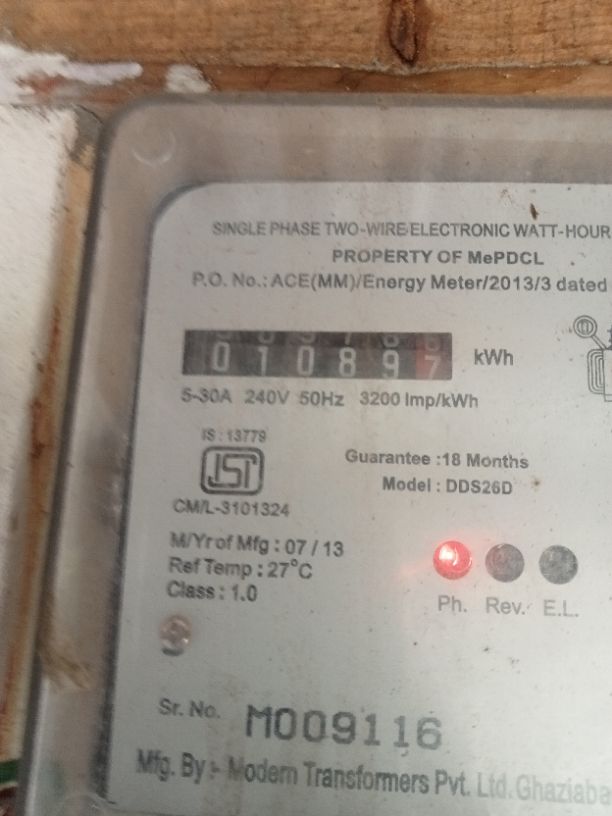 SINGLE PHASE TWO-WIRE ELECTRONIC WATT-HOUR
PROPERTY OF MePDCL
P.O. No.: ACE(MM)/Energy Meter/2013/3 dated
010897 kWh
5-30A 240V 50Hz 3200 Imp/kWh
IS : 13779
ISI
CM/L-3101324
Guarantee :18 Months
Model : DDS26D
M/Yr of Mfg : 07 / 13
Ref Temp : 27°C
Class : 1.0
Ph. Rev. E.L.
Sr. No. M009116
Mfg. By :- Modern Transformers Pvt. Ltd. Ghaziaba